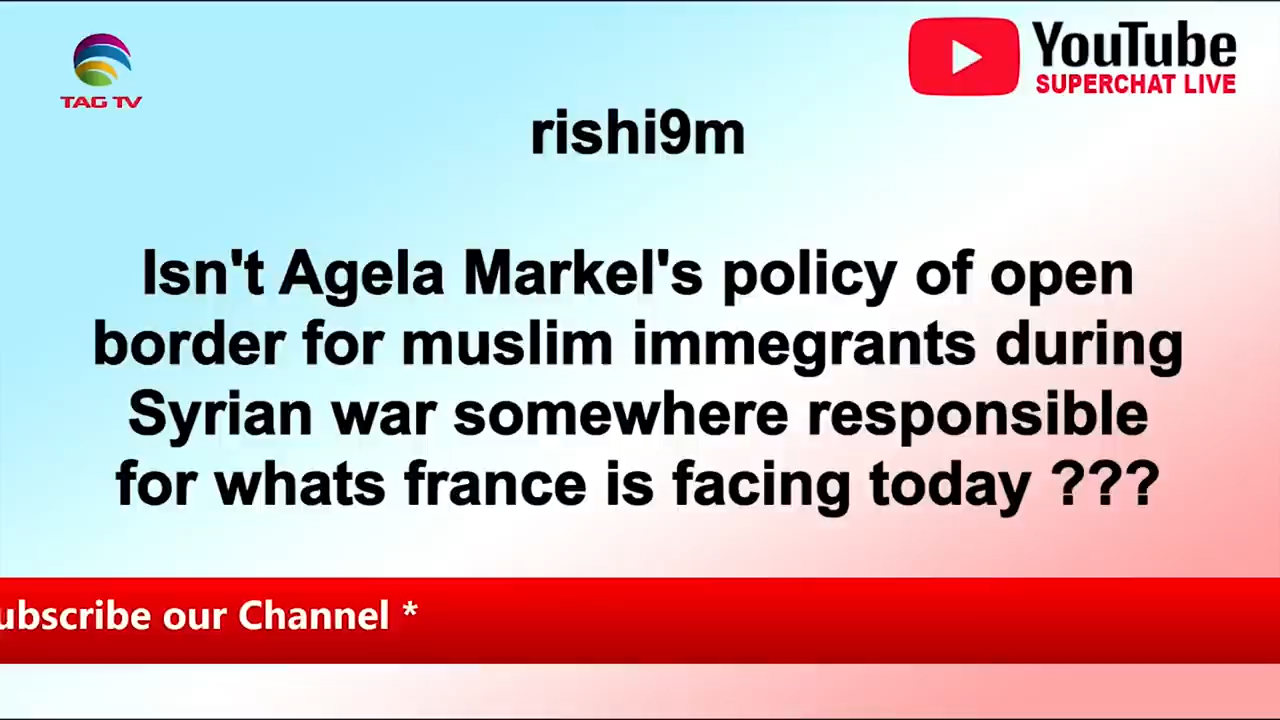 TAG TV
YouTube
SUPERCHAT LIVE
rishi9m
Isn't Agela Markel's policy of open
border for muslim immegrants during
Syrian war somewhere responsible
for whats france is facing today ???
ubscribe our Channel *